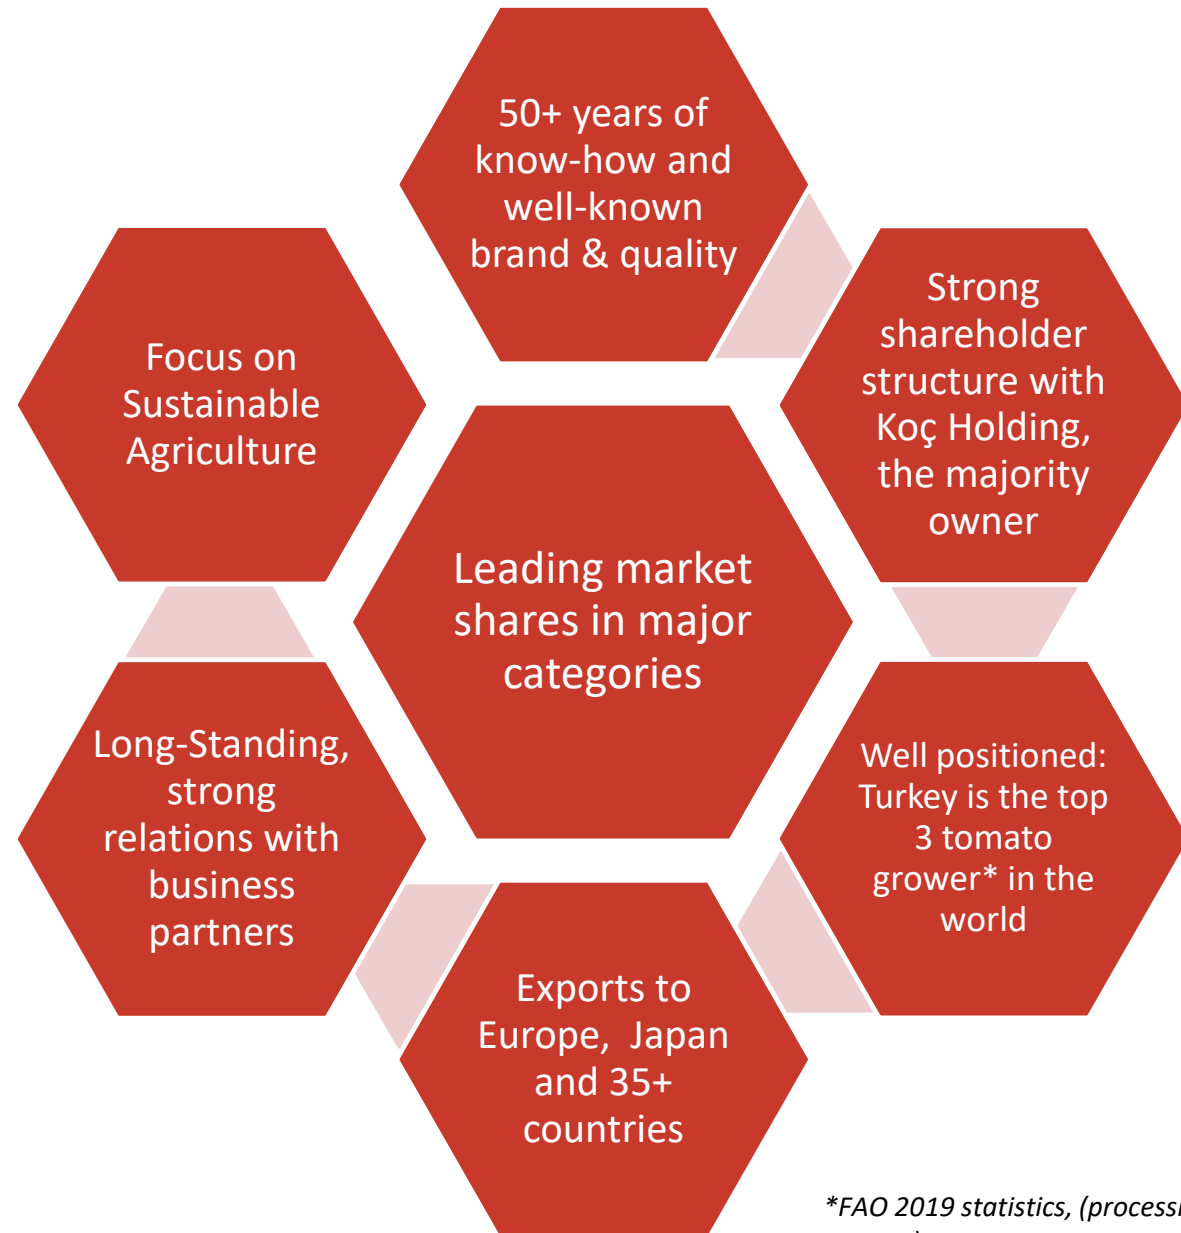 50+ years of
know-how and
well-known
brand & quality
Strong
shareholder
structure with
Koç Holding,
the majority
owner
Focus on
Sustainable
Agriculture
Leading market
shares in major
categories
Long-Standing,
strong
relations with
business
partners
Well positioned:
Turkey is the top
3 tomato
grower* in the
world
Exports to
Europe,  Japan
and 35+
countries
*FAO 2019 statistics,